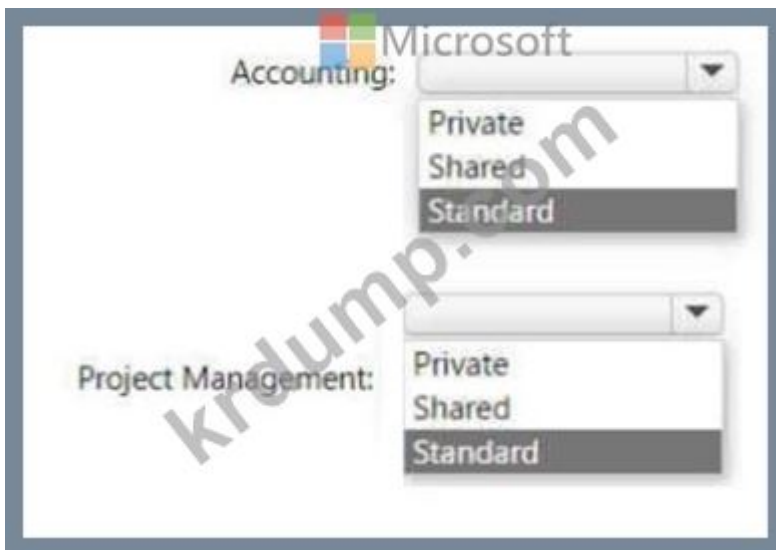 Microsoft
Accounting:
Private
Shared
Standard
Project Management:
Private
Shared
Standard
krdump.com